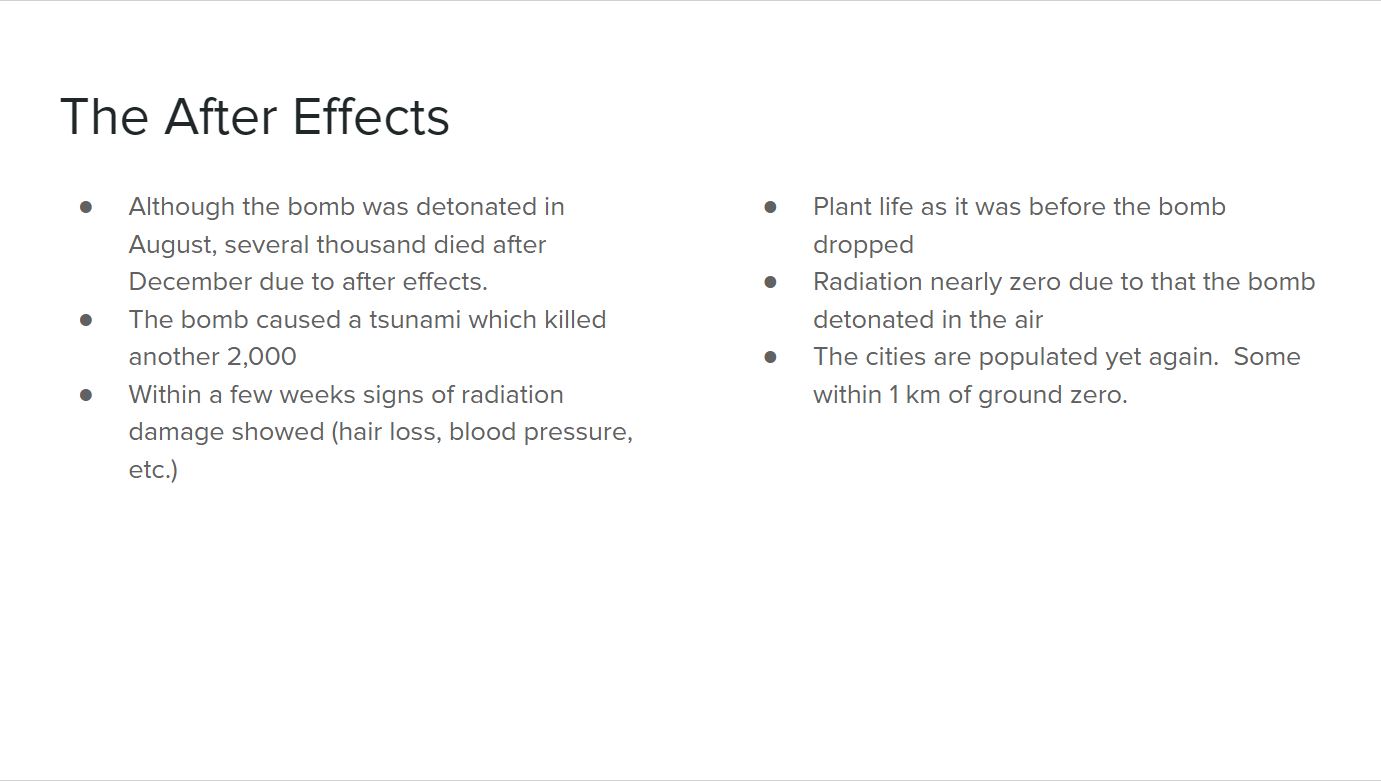 The After Effects
● Although the bomb was detonated in
August, several thousand died after
December due to after effects.
● The bomb caused a tsunami which killed
another 2,000
● Within a few weeks signs of radiation
damage showed (hair loss, blood pressure,
etc.)
● Plant life as it was before the bomb
dropped
● Radiation nearly zero due to that the bomb
detonated in the air
● The cities are populated yet again.  Some
within 1 km of ground zero.